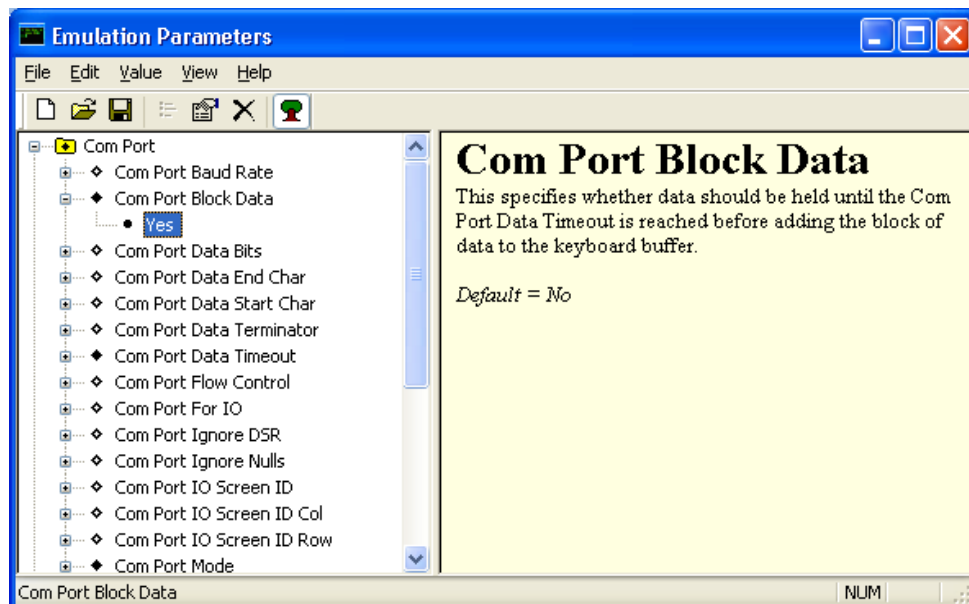 Emulation Parameters
File Edit Value View Help
Com Port
Com Port Baud Rate
Com Port Block Data
Yes
Com Port Data Bits
Com Port Data End Char
Com Port Data Start Char
Com Port Data Terminator
Com Port Data Timeout
Com Port Flow Control
Com Port For IO
Com Port Ignore DSR
Com Port Ignore Nulls
Com Port IO Screen ID
Com Port IO Screen ID Col
Com Port IO Screen ID Row
Com Port Mode
Com Port Block Data
This specifies whether data should be held until the Com
Port Data Timeout is reached before adding the block of
data to the keyboard buffer.
Default = No
Com Port Block Data NUM